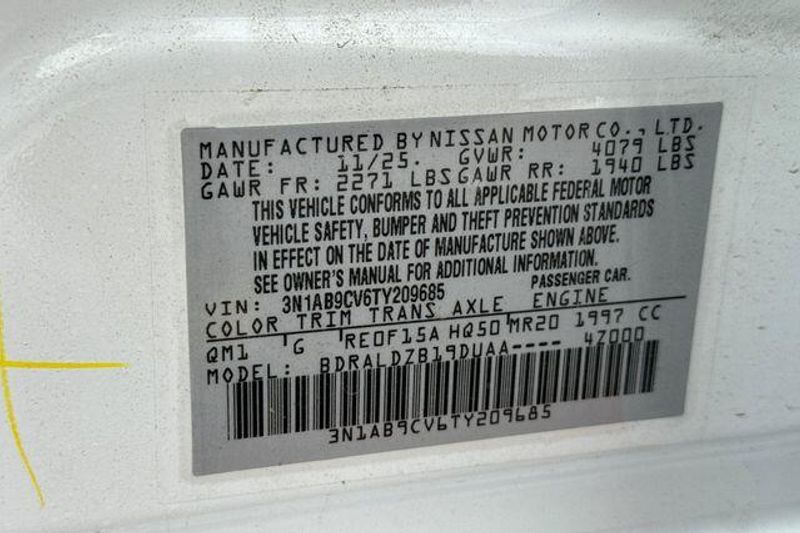 MANUFACTURED BY NISSAN MOTOR CO., LTD.
DATE: 11/25. GVWR: 4079 LBS
GAWR FR: 2271 LBS GAWR RR: 1940 LBS
THIS VEHICLE CONFORMS TO ALL APPLICABLE FEDERAL MOTOR
VEHICLE SAFETY, BUMPER AND THEFT PREVENTION STANDARDS
IN EFFECT ON THE DATE OF MANUFACTURE SHOWN ABOVE.
SEE OWNER'S MANUAL FOR ADDITIONAL INFORMATION.
VIN: 3N1AB9CV6TY209685 PASSENGER CAR.
COLOR TRIM TRANS AXLE ENGINE
QM1 G RE0F15A HQ50 MR20 1997 CC
MODEL: BDRALDZB19DUAA---- 4Z000
3N1AB9CV6TY209685